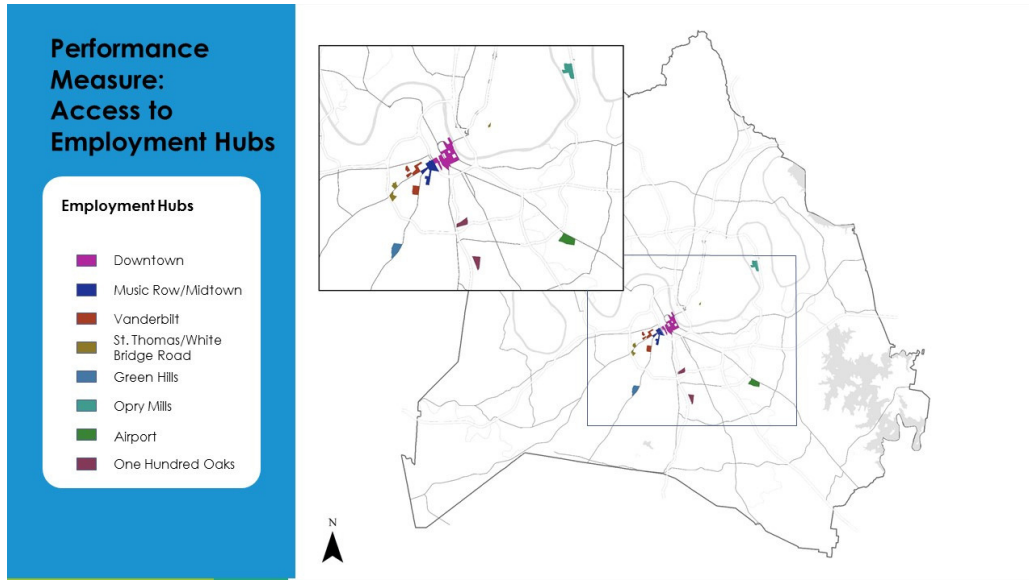 Performance
Measure:
Access to
Employment Hubs
Employment Hubs
Downtown
Music Row/Midtown
Vanderbilt
St. Thomas/White
Bridge Road
Green Hills
Opry Mills
Airport
One Hundred Oaks
N